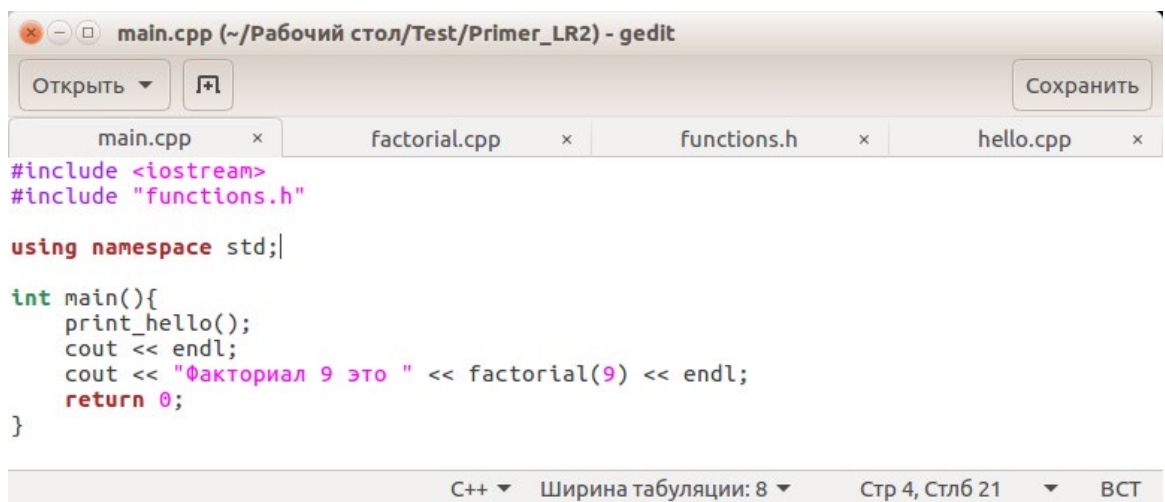 main.cpp (~/Рабочий стол/Test/Primer_LR2) - gedit
Открыть Сохранить
main.cpp × factorial.cpp × functions.h × hello.cpp ×
#include <iostream>
#include "functions.h"
using namespace std;
int main(){
    print_hello();
    cout << endl;
    cout << "Факториал 9 это " << factorial(9) << endl;
    return 0;
}
C++ Ширина табуляции: 8 Стр 4, Стлб 21 ВСТ